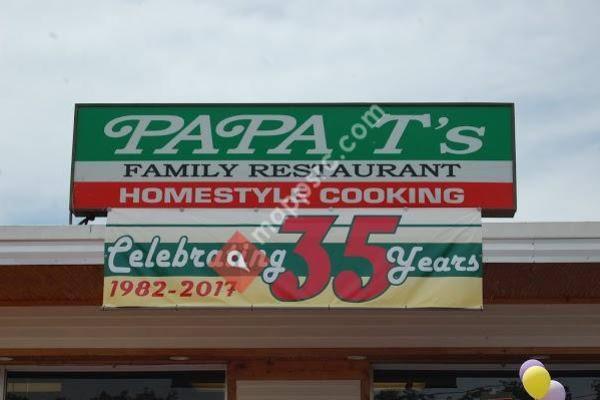 PAPA T's
FAMILY RESTAURANT
HOMESTYLE COOKING
Celebrating 35 Years
1982-2017